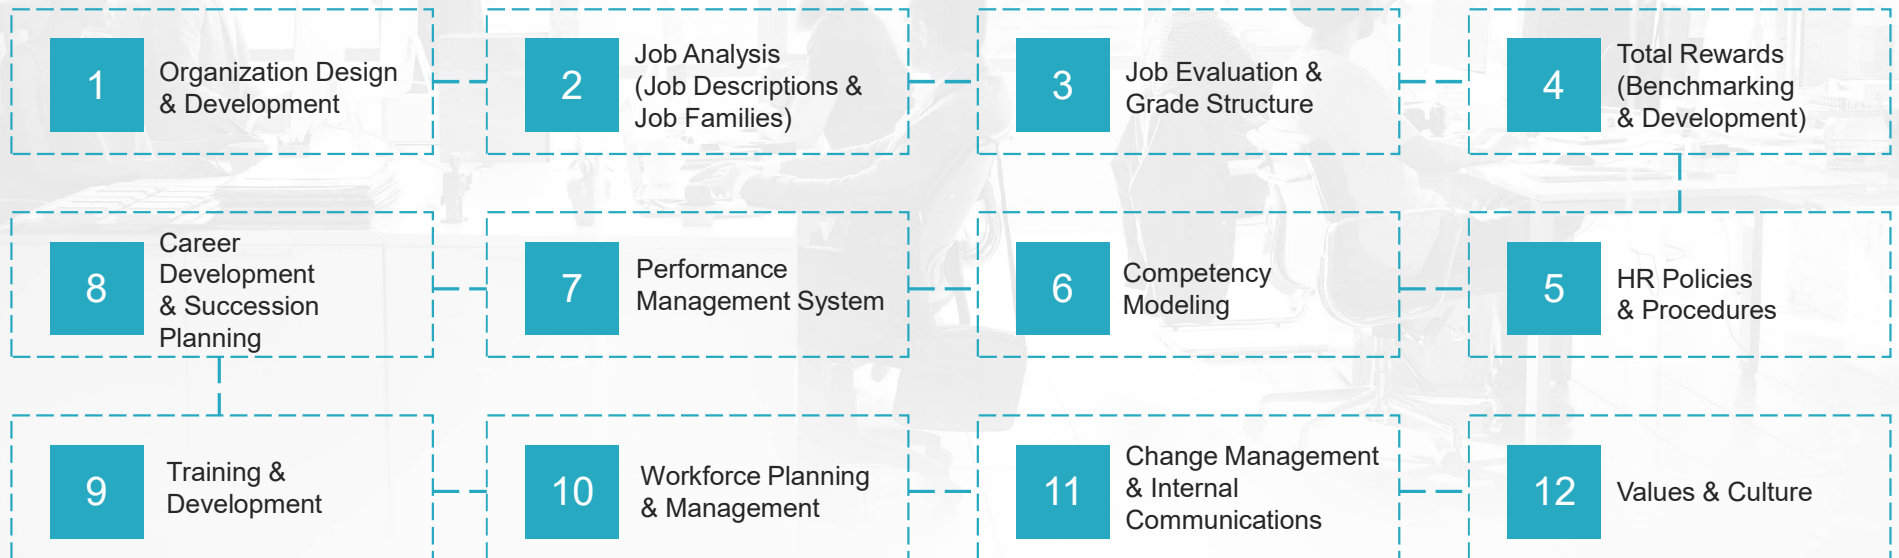 1
Organization Design
& Development
2
Job Analysis
(Job Descriptions &
Job Families)
3
Job Evaluation &
Grade Structure
4
Total Rewards
(Benchmarking
& Development)
5
HR Policies
& Procedures
6
Competency
Modeling
7
Performance
Management System
8
Career
Development
& Succession
Planning
9
Training &
Development
10
Workforce Planning
& Management
11
Change Management
& Internal
Communications
12
Values & Culture